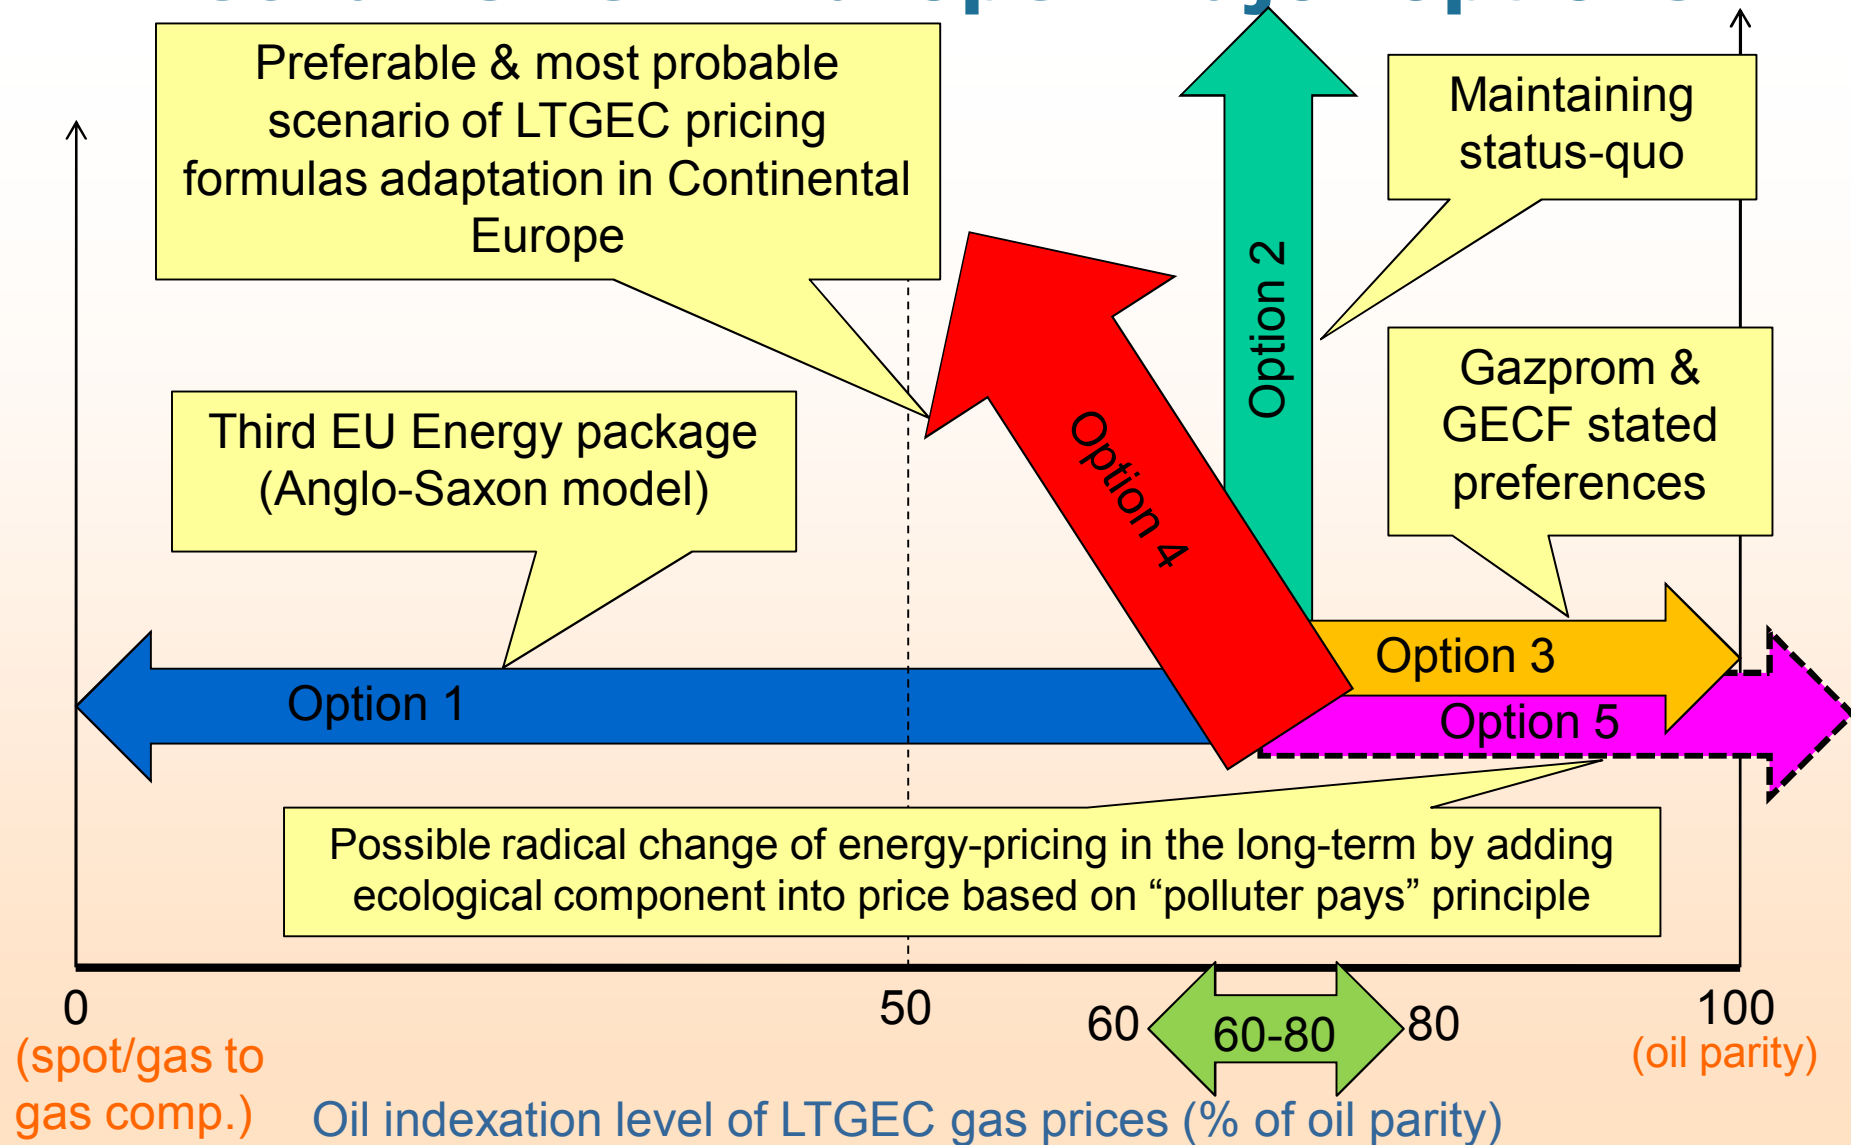 Preferable & most probable
scenario of LTGEC pricing
formulas adaptation in Continental
Europe
Maintaining
status-quo
Option 2
Gazprom &
GECF stated
preferences
Third EU Energy package
(Anglo-Saxon model)
Option 4
Option 3
Option 1
Option 5
Possible radical change of energy-pricing in the long-term by adding
ecological component into price based on “polluter pays” principle
0
50
60
60-80
80
100
(spot/gas to
gas comp.)
(oil parity)
Oil indexation level of LTGEC gas prices (% of oil parity)